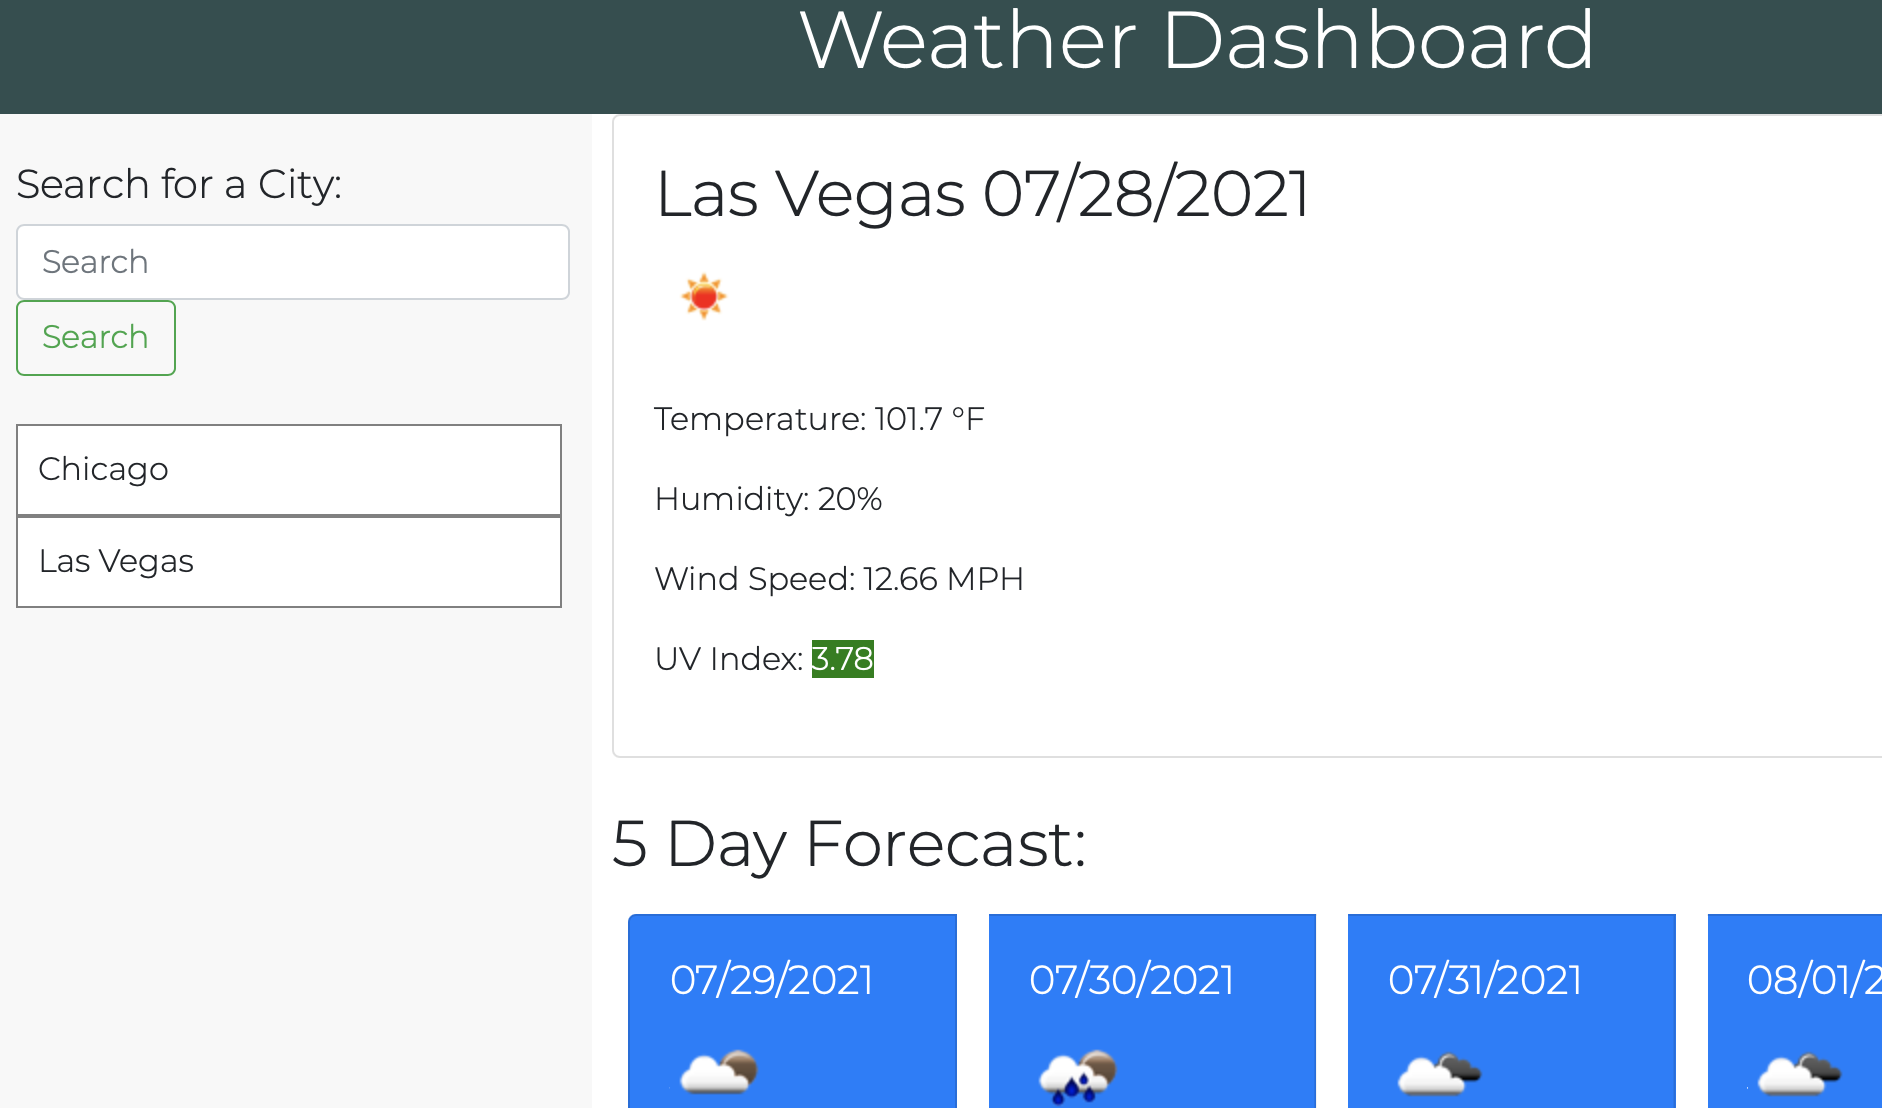 Weather Dashboard
Search for a City:
Search
Search
Chicago
Las Vegas
Las Vegas 07/28/2021
Temperature: 101.7 °F
Humidity: 20%
Wind Speed: 12.66 MPH
UV Index: 3.78
5 Day Forecast:
07/29/2021
07/30/2021
07/31/2021
08/01/2